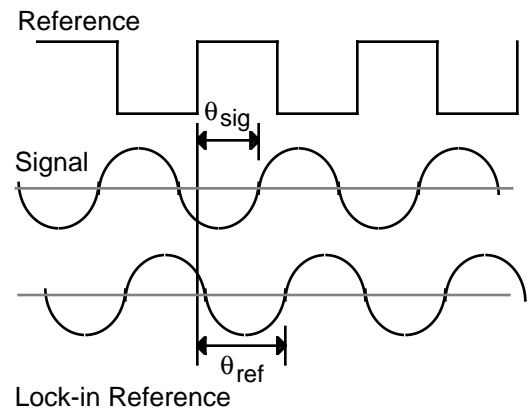 Reference
θsig
Signal
θref
Lock-in Reference